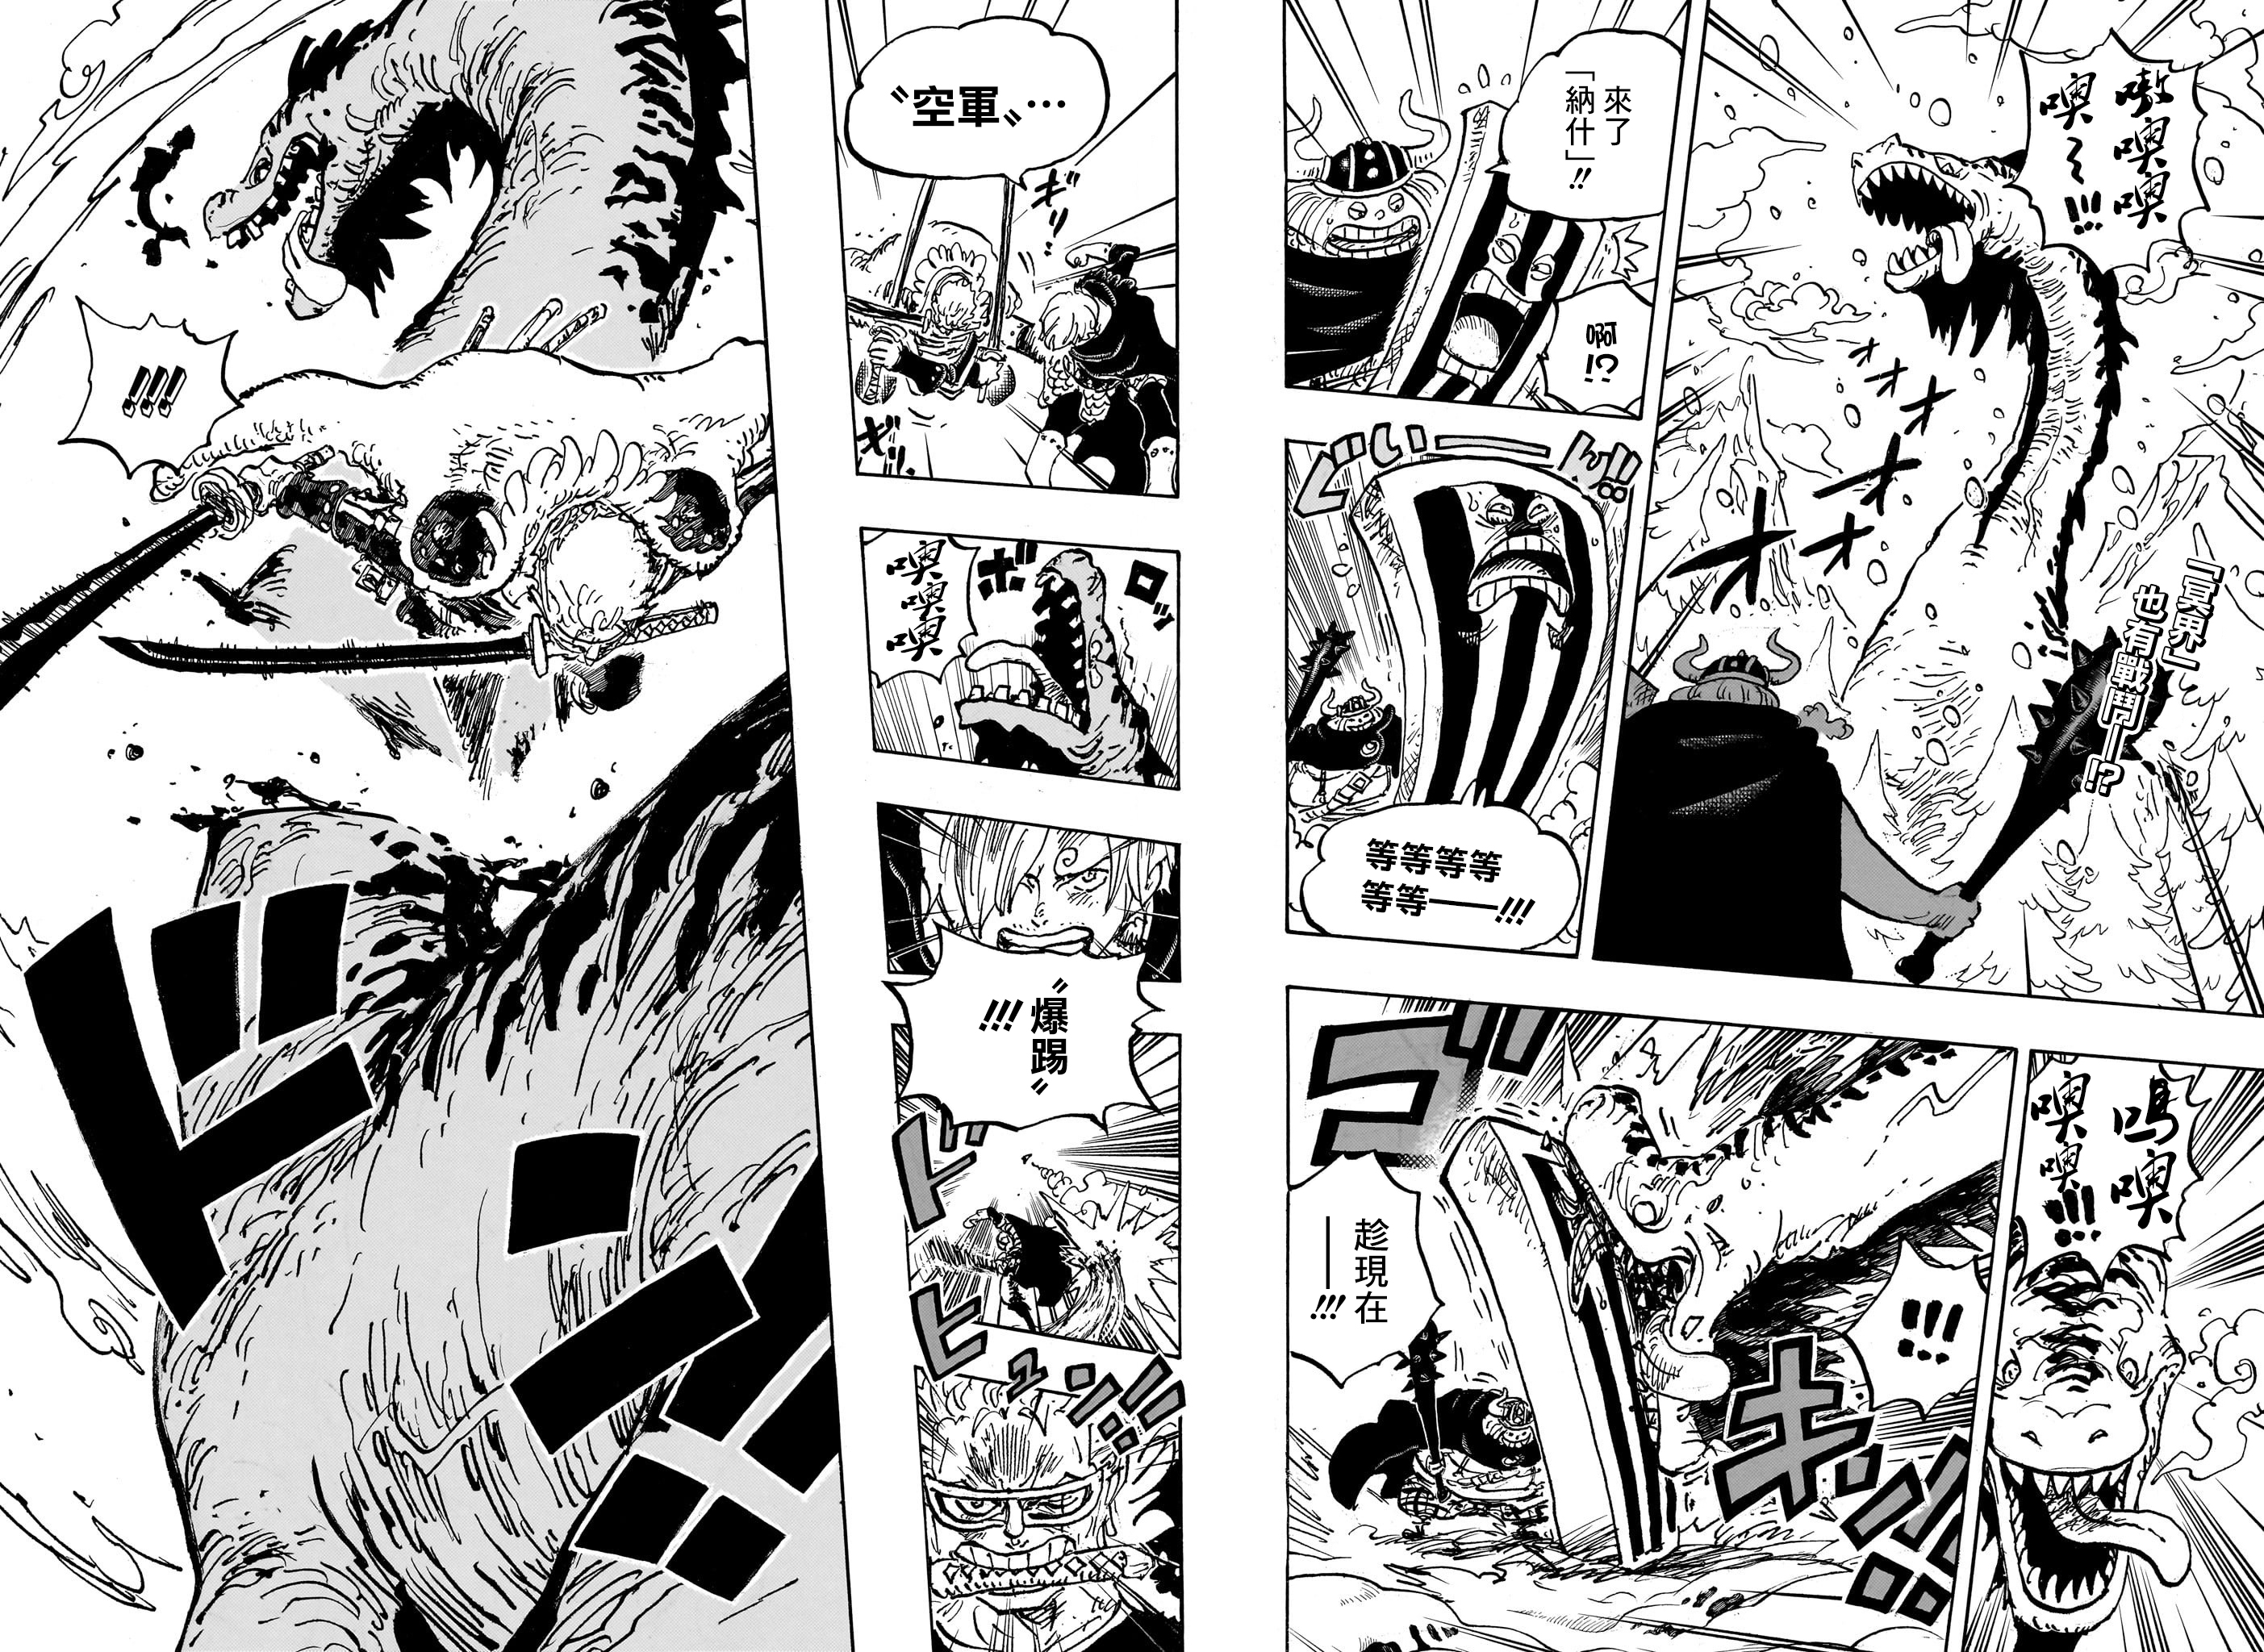 嗷噢噢
噢～!!!
オオオオオオ
「冥界」
也有戰鬥—!?
來了
「納什」!!
啊!?
ぐいーーん!!
等等等等
等等——!!!
嗚噢
噢噢!!!
!!!
ゴ
キン!!
趁現在
——!!!
〝空軍〟…
ギリ…
ギリ、
ボロッ
噢噢噢
〝爆踢〟
!!!
ドヒュン!!
!!!
ドンッ!!